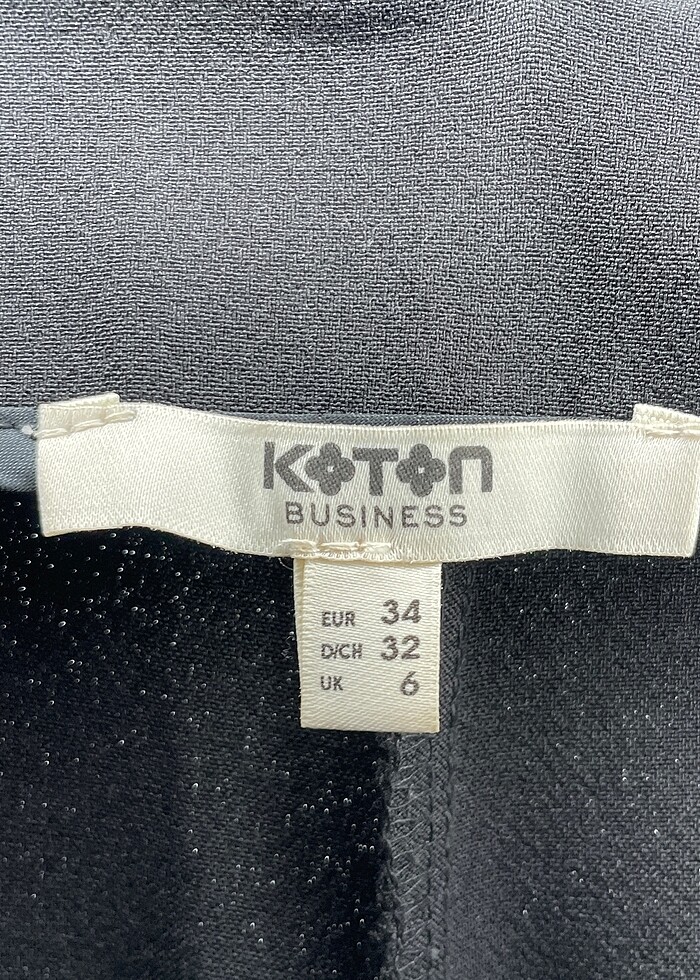 KOTON
BUSINESS
EUR 34
D/CH 32
UK 6